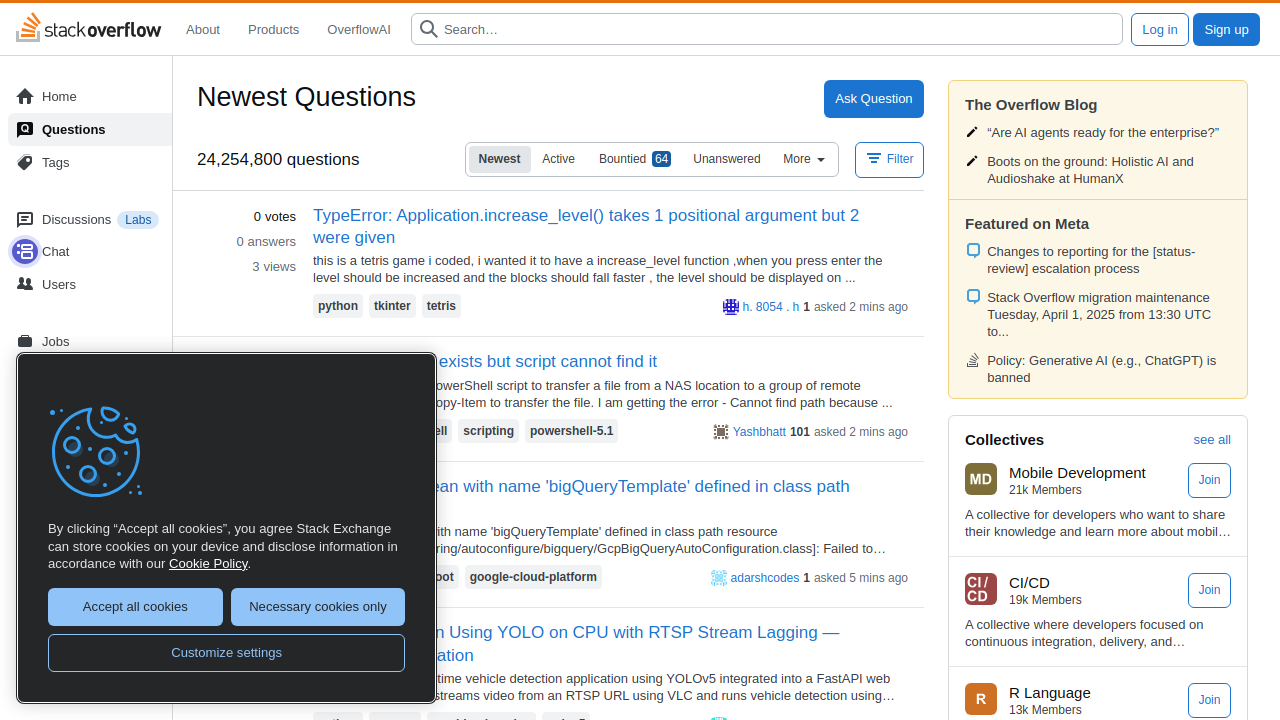 stackoverflow
About
Products
OverflowAI
Search…
Log in
Sign up
Home
Questions
Tags
Discussions
Labs
Chat
Users
Jobs
Newest Questions
Ask Question
24,254,800 questions
Newest
Active
Bountied 64
Unanswered
More
Filter
0 votes
0 answers
3 views
TypeError: Application.increase_level() takes 1 positional argument but 2
were given
this is a tetris game i coded, i wanted it to have a increase_level function ,when you press enter the
level should be increased and the blocks should fall faster , the level should be displayed on ...
python
tkinter
tetris
h. 8054 . h 1 asked 2 mins ago
exists but script cannot find it
owerShell script to transfer a file from a NAS location to a group of remote
opy-Item to transfer the file. I am getting the error - Cannot find path because ...
ell
scripting
powershell-5.1
Yashbhatt 101 asked 2 mins ago
ean with name 'bigQueryTemplate' defined in class path
with name 'bigQueryTemplate' defined in class path resource
ring/autoconfigure/bigquery/GcpBigQueryAutoConfiguration.class]: Failed to…
oot
google-cloud-platform
adarshcodes 1 asked 5 mins ago
n Using YOLO on CPU with RTSP Stream Lagging —
ation
time vehicle detection application using YOLOv5 integrated into a FastAPI web
streams video from an RTSP URL using VLC and runs vehicle detection using…
By clicking “Accept all cookies”, you agree Stack Exchange
can store cookies on your device and disclose information in
accordance with our Cookie Policy.
Accept all cookies
Necessary cookies only
Customize settings
The Overflow Blog
“Are AI agents ready for the enterprise?”
Boots on the ground: Holistic AI and
Audioshake at HumanX
Featured on Meta
Changes to reporting for the [status-
review] escalation process
Stack Overflow migration maintenance
Tuesday, April 1, 2025 from 13:30 UTC
to...
Policy: Generative AI (e.g., ChatGPT) is
banned
Collectives
see all
MD
Mobile Development
21k Members
Join
A collective for developers who want to share
their knowledge and learn more about mobil…
CI/
CD
CI/CD
19k Members
Join
A collective where developers focused on
continuous integration, delivery, and…
R
R Language
13k Members
Join